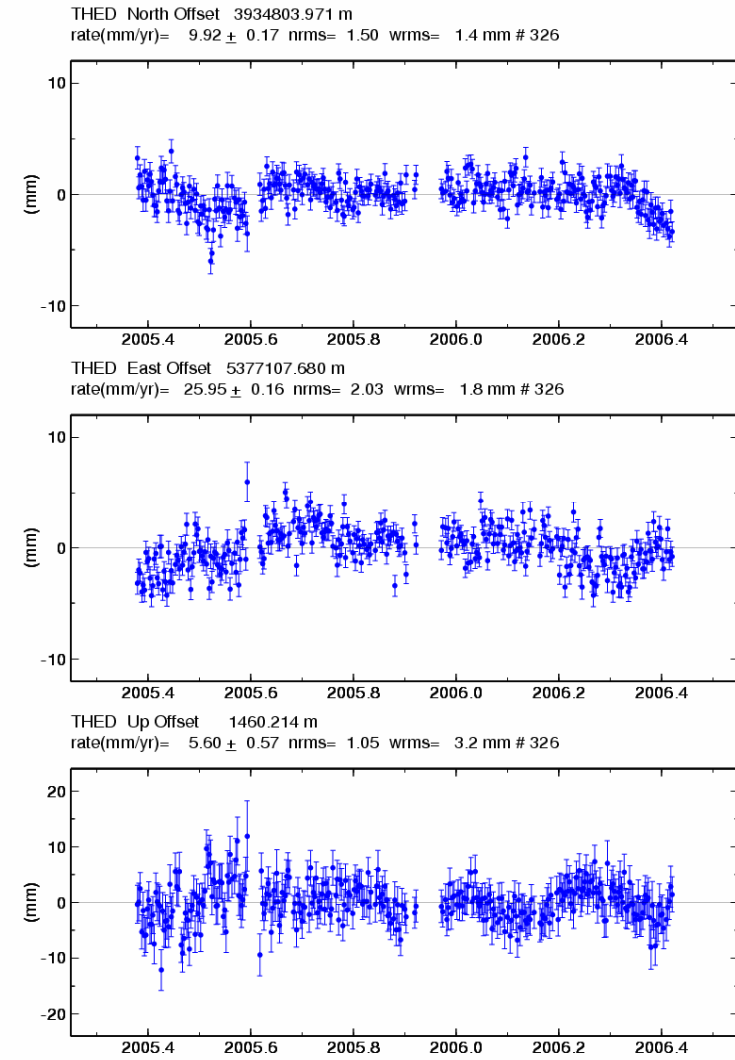 THED North Offset 3934803.971 m
rate(mm/yr)= 9.92 ± 0.17 nrms= 1.50 wrms= 1.4 mm # 326
10
0
-10
(mm)
2005.4 2005.6 2005.8 2006.0 2006.2 2006.4
THED East Offset 5377107.680 m
rate(mm/yr)= 25.95 ± 0.16 nrms= 2.03 wrms= 1.8 mm # 326
10
0
-10
(mm)
2005.4 2005.6 2005.8 2006.0 2006.2 2006.4
THED Up Offset 1460.214 m
rate(mm/yr)= 5.60 ± 0.57 nrms= 1.05 wrms= 3.2 mm # 326
20
10
0
-10
-20
(mm)
2005.4 2005.6 2005.8 2006.0 2006.2 2006.4